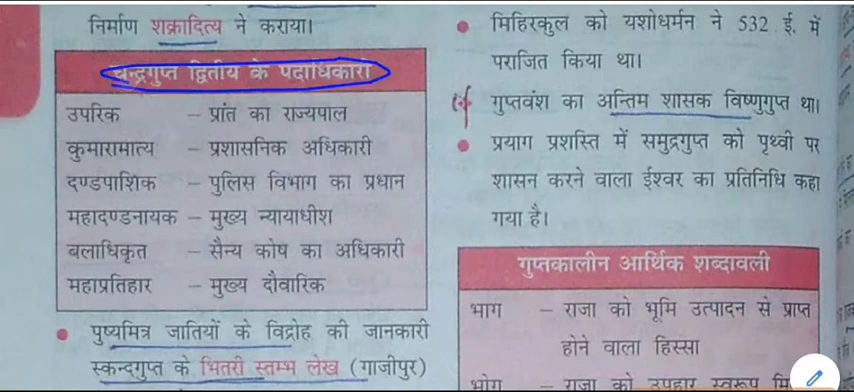 निर्माण शक्रादित्य ने कराया।
चन्द्रगुप्त द्वितीय के पदाधिकारी
उपरिक – प्रांत का राज्यपाल
कुमारामात्य – प्रशासनिक अधिकारी
दण्डपाशिक – पुलिस विभाग का प्रधान
महादण्डनायक – मुख्य न्यायाधीश
बलाधिकृत – सैन्य कोष का अधिकारी
महाप्रतिहार – मुख्य दौवारिक
पुष्यमित्र जातियों के विद्रोह की जानकारी
स्कन्दगुप्त के भितरी स्तम्भ लेख (गाजीपुर)
मिहिरकुल को यशोधर्मन ने 532 ई. में
पराजित किया था।
गुप्तवंश का अन्तिम शासक विष्णुगुप्त था।
प्रयाग प्रशस्ति में समुद्रगुप्त को पृथ्वी पर
शासन करने वाला ईश्वर का प्रतिनिधि कहा
गया है।
गुप्तकालीन आर्थिक शब्दावली
भाग – राजा को भूमि उत्पादन से प्राप्त
होने वाला हिस्सा
भोग – राजा को उपहार स्वरूप